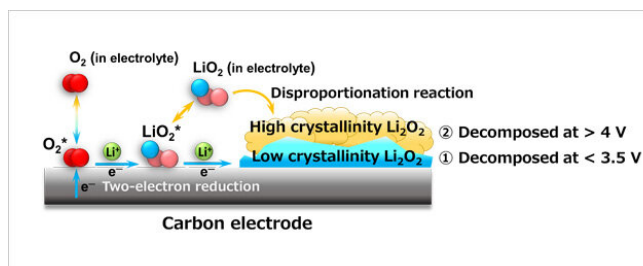 O₂ (in electrolyte)
LiO₂ (in electrolyte)
Disproportionation reaction
O₂*
Li⁺
LiO₂*
Li⁺
High crystallinity Li₂O₂
② Decomposed at > 4 V
Low crystallinity Li₂O₂
① Decomposed at < 3.5 V
e⁻
e⁻
e⁻
Two-electron reduction
Carbon electrode